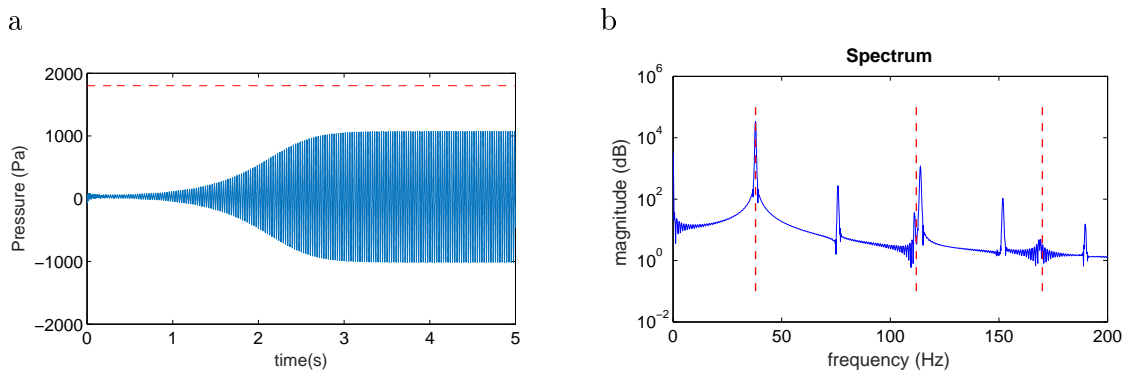 a
2000
1000
0
−1000
−2000
Pressure (Pa)
0 1 2 3 4 5
time(s)
b
Spectrum
10^6
10^4
10^2
10^0
10^−2
magnitude (dB)
0 50 100 150 200
frequency (Hz)